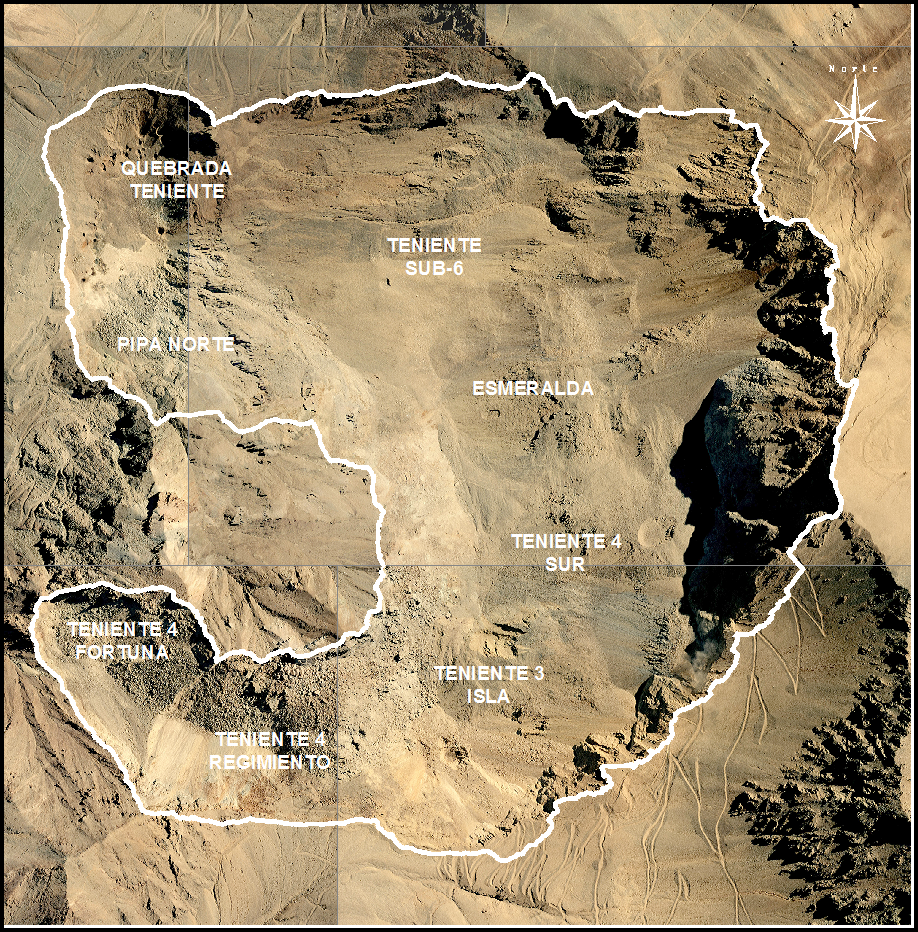 Norte
QUEBRADA
TENIENTE
TENIENTE
SUB-6
PIPA NORTE
ESMERALDA
TENIENTE 4
SUR
TENIENTE 4
FORTUNA
TENIENTE 3
ISLA
TENIENTE 4
REGIMIENTO